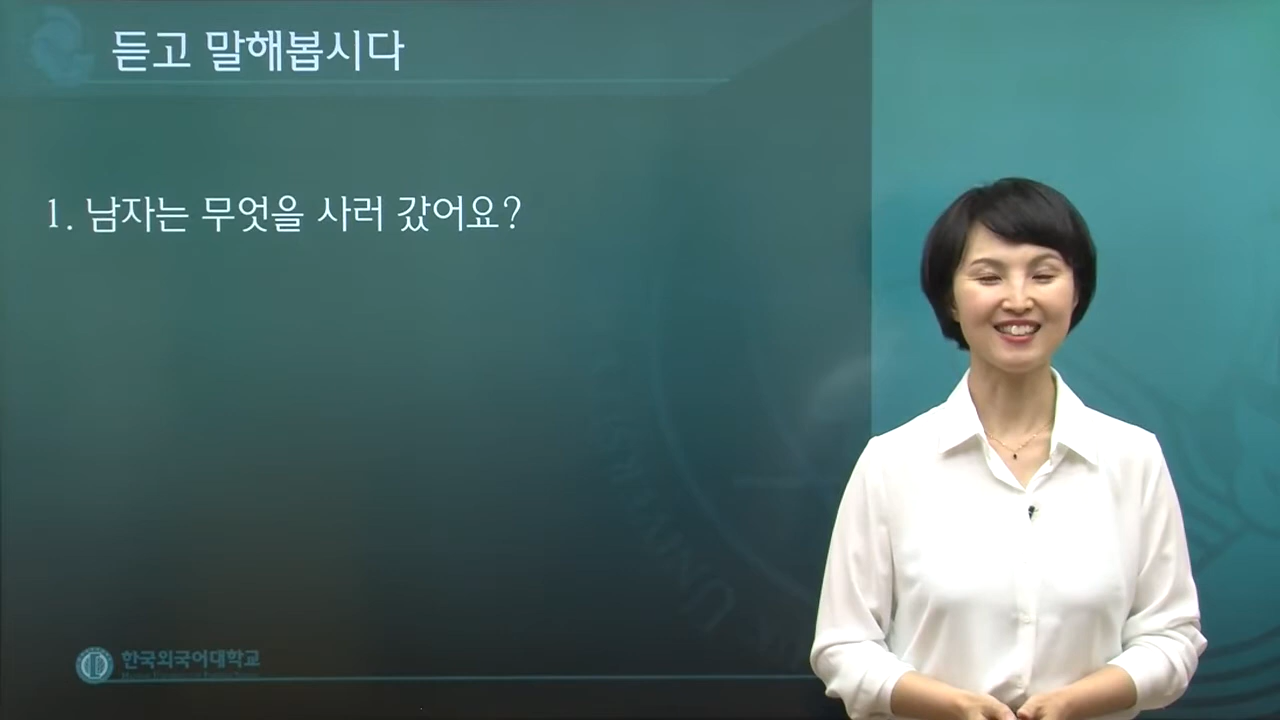 듣고 말해봅시다
1. 남자는 무엇을 사러 갔어요?
한국외국어대학교